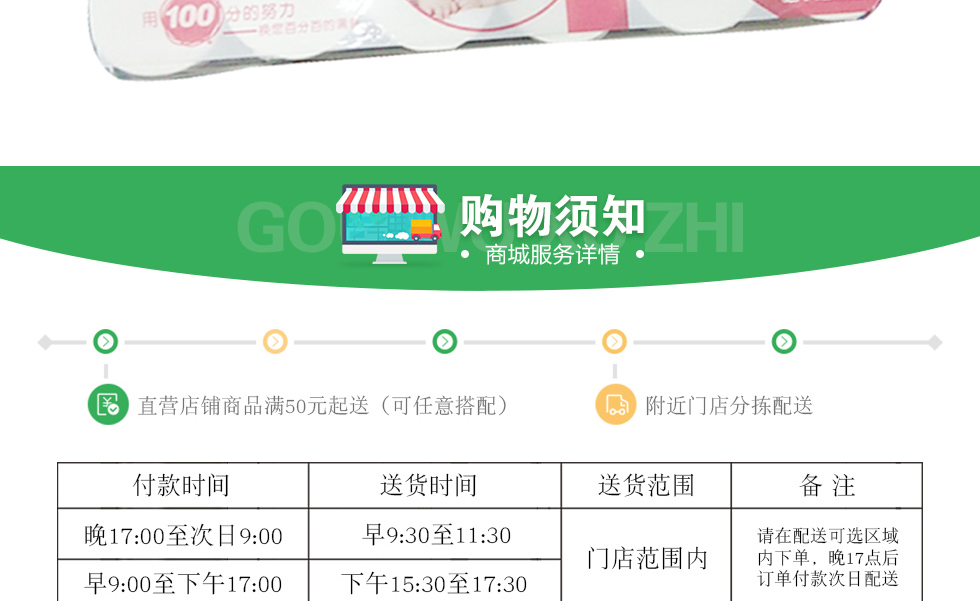 用100分的努力
换您百分百的满
购物须知
商城服务详情
直营店铺商品满50元起送（可任意搭配）
附近门店分拣配送
付款时间
送货时间
送货范围
备 注
晚17:00至次日9:00
早9:30至11:30
门店范围内
请在配送可选区域
内下单，晚17点后
订单付款次日配送
早9:00至下午17:00
下午15:30至17:30